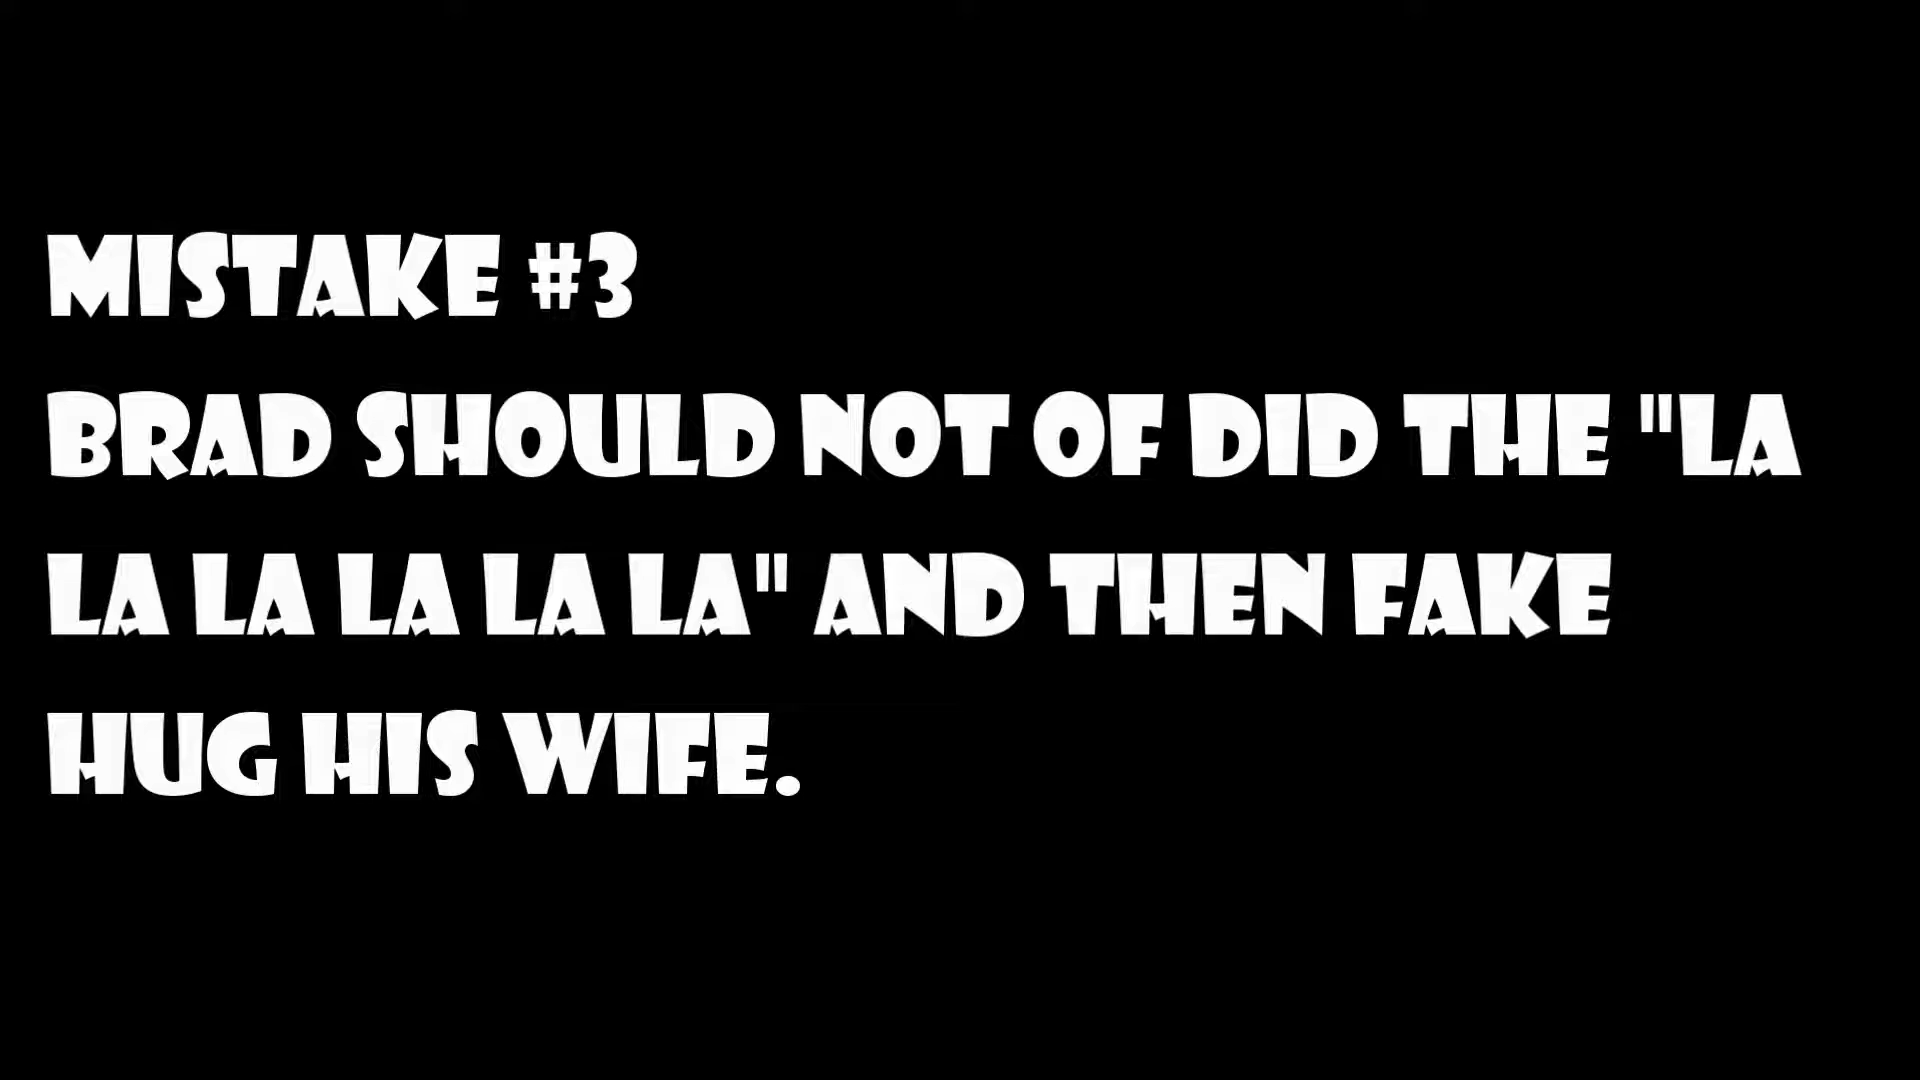 MISTAKE #3
BRAD SHOULD NOT OF DID THE "LA
LA LA LA LA LA" AND THEN FAKE
HUG HIS WIFE.